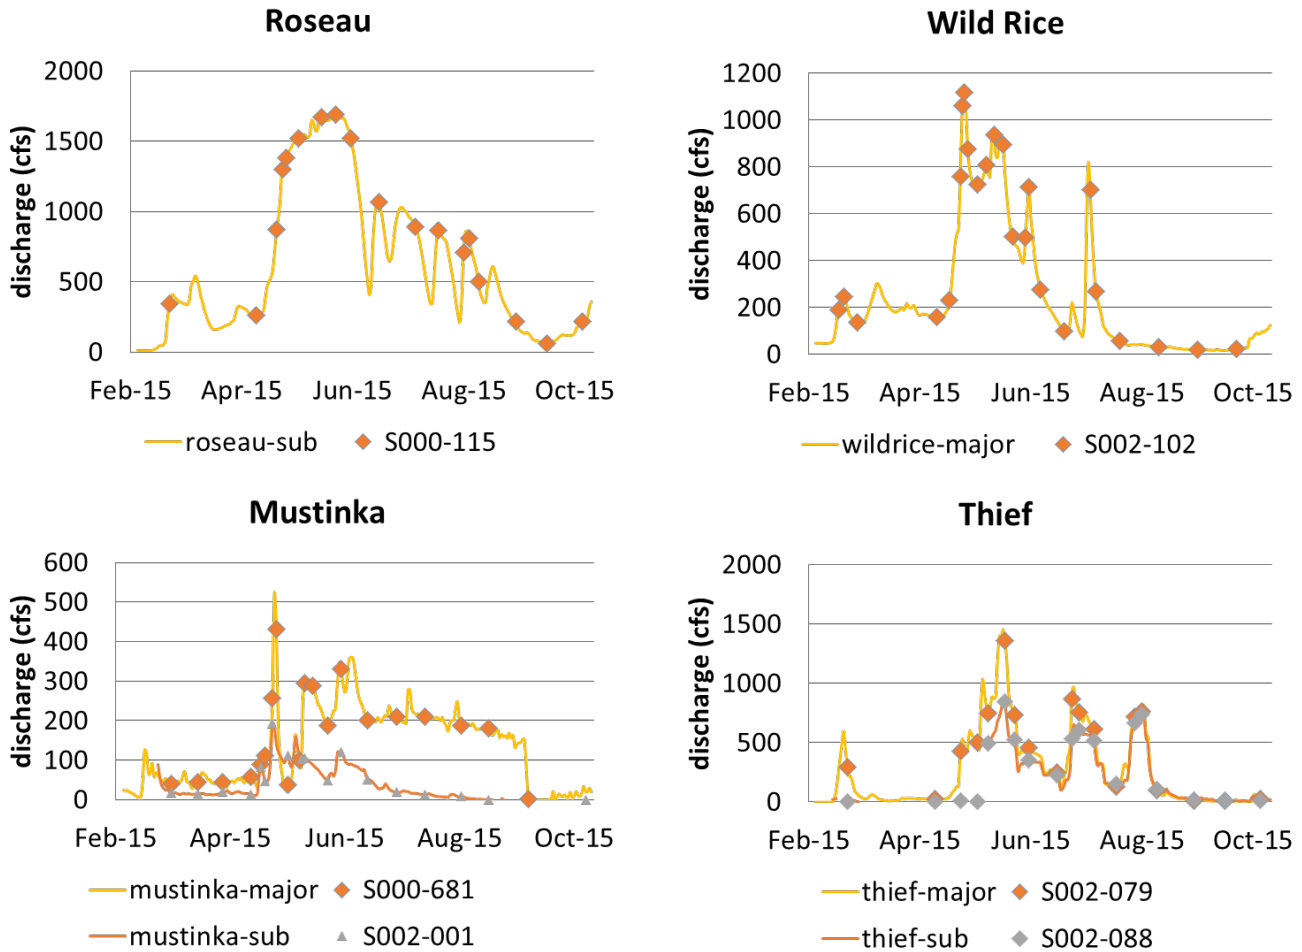 Roseau
discharge (cfs)
2000
1500
1000
500
0
Feb-15 Apr-15 Jun-15 Aug-15 Oct-15
roseau-sub S000-115
Wild Rice
discharge (cfs)
1200
1000
800
600
400
200
0
Feb-15 Apr-15 Jun-15 Aug-15 Oct-15
wildrice-major S002-102
Mustinka
discharge (cfs)
600
500
400
300
200
100
0
Feb-15 Apr-15 Jun-15 Aug-15 Oct-15
mustinka-major S000-681
mustinka-sub S002-001
Thief
discharge (cfs)
2000
1500
1000
500
0
Feb-15 Apr-15 Jun-15 Aug-15 Oct-15
thief-major S002-079
thief-sub S002-088